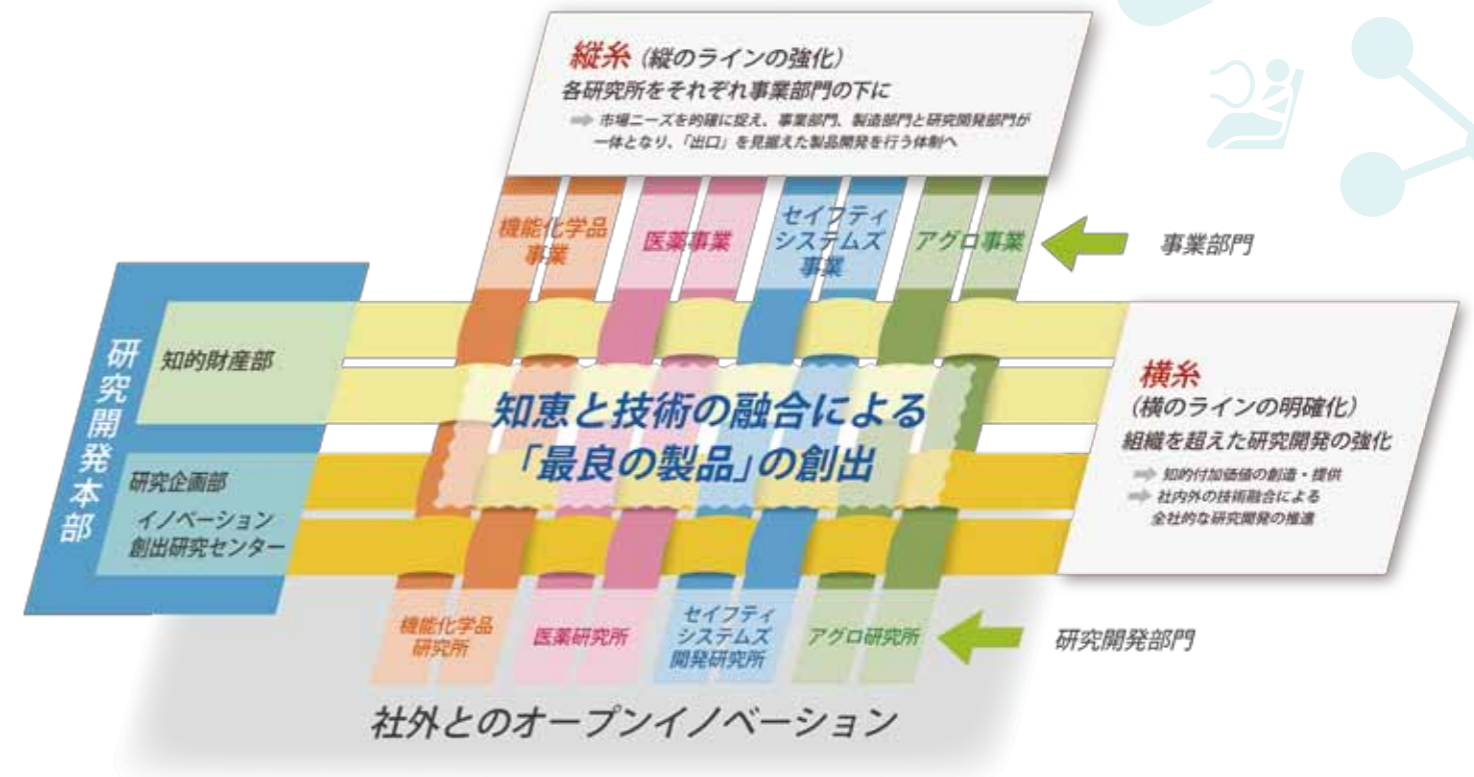 縦糸（縦のラインの強化）
各研究所をそれぞれ事業部門の下に
➡ 市場ニーズを的確に捉え、事業部門、製造部門と研究開発部門が
一体となり、「出口」を見据えた製品開発を行う体制へ
機能化学品
事業
医薬事業
セイフティ
システムズ
事業
アグロ事業
事業部門
研究開発本部
知的財産部
研究企画部
イノベーション
創出研究センター
知恵と技術の融合による
「最良の製品」の創出
横糸
（横のラインの明確化）
組織を超えた研究開発の強化
➡ 知的付加価値の創造・提供
➡ 社内外の技術融合による
全社的な研究開発の推進
機能化学品
研究所
医薬研究所
セイフティ
システムズ
開発研究所
アグロ研究所
研究開発部門
社外とのオープンイノベーション